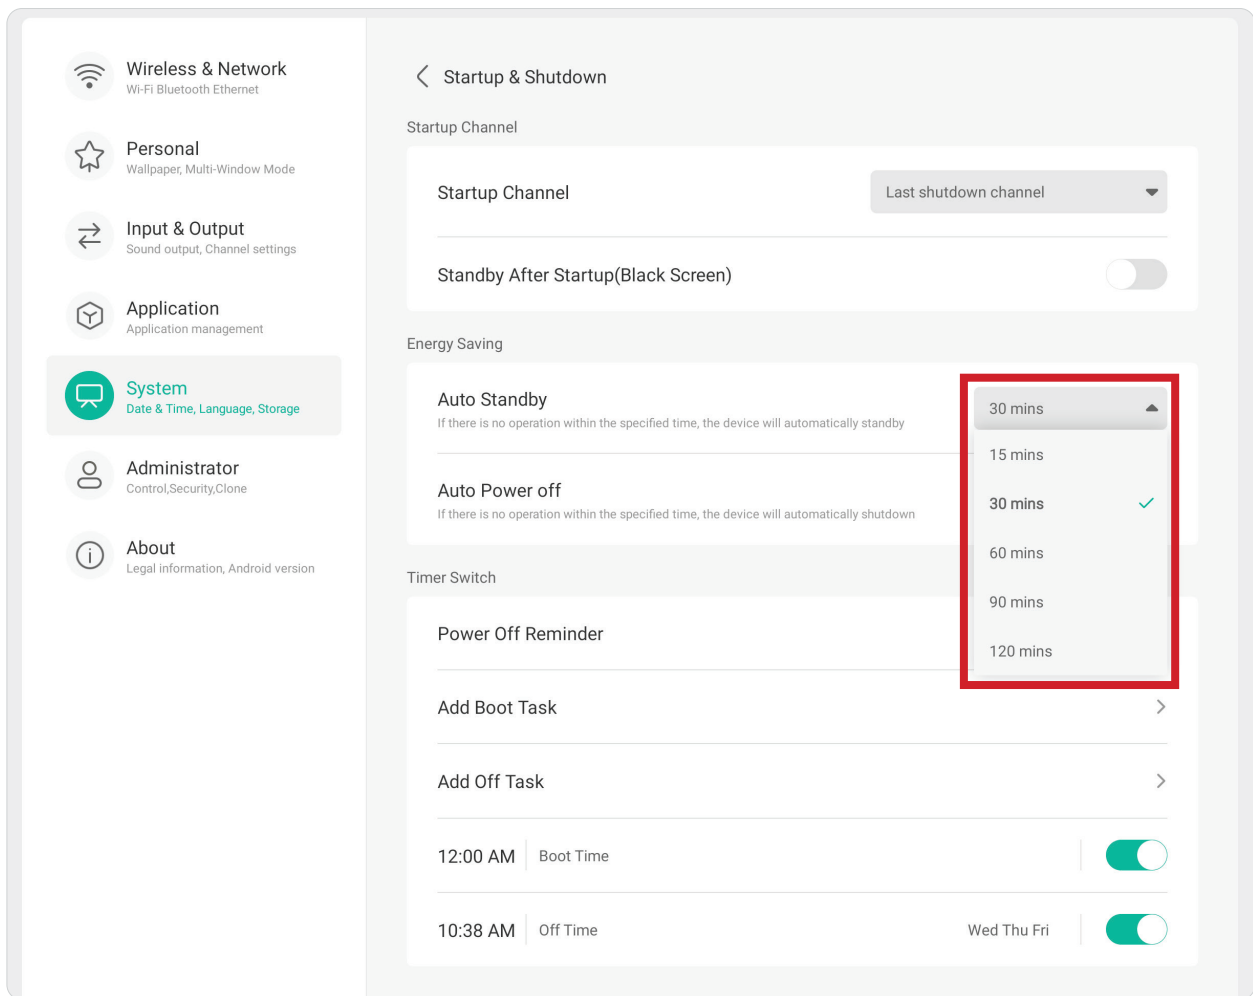 Wireless & Network
Wi-Fi Bluetooth Ethernet
Personal
Wallpaper, Multi-Window Mode
Input & Output
Sound output, Channel settings
Application
Application management
System
Date & Time, Language, Storage
Administrator
Control,Security,Clone
About
Legal information, Android version
Startup & Shutdown
Startup Channel
Startup Channel
Last shutdown channel
Standby After Startup(Black Screen)
Energy Saving
Auto Standby
If there is no operation within the specified time, the device will automatically standby
30 mins
15 mins
30 mins
60 mins
90 mins
120 mins
Auto Power off
If there is no operation within the specified time, the device will automatically shutdown
Timer Switch
Power Off Reminder
Add Boot Task
Add Off Task
12:00 AM Boot Time
10:38 AM Off Time Wed Thu Fri